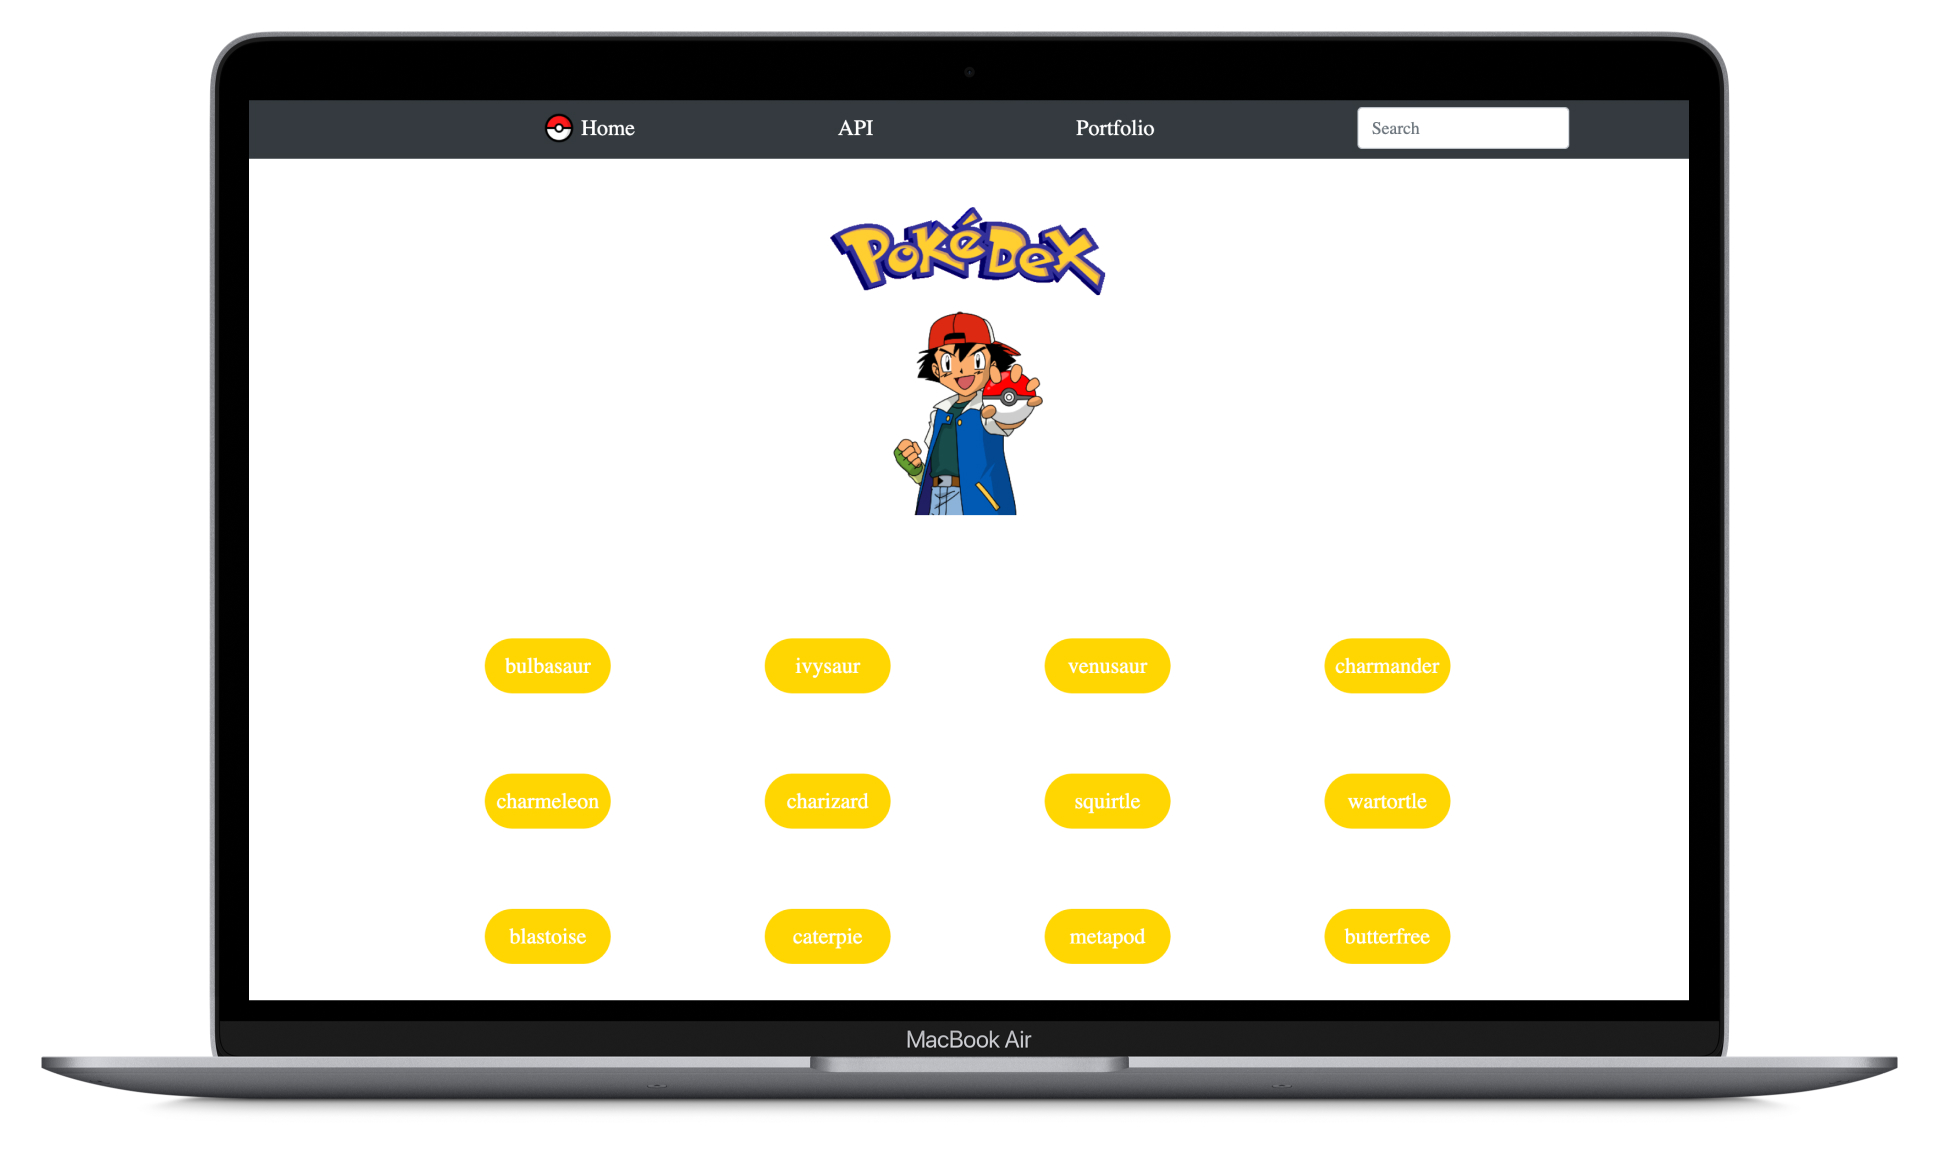 Home API Portfolio Search
PokéDex
bulbasaur ivysaur venusaur charmander
charmeleon charizard squirtle wartortle
blastoise caterpie metapod butterfree
MacBook Air